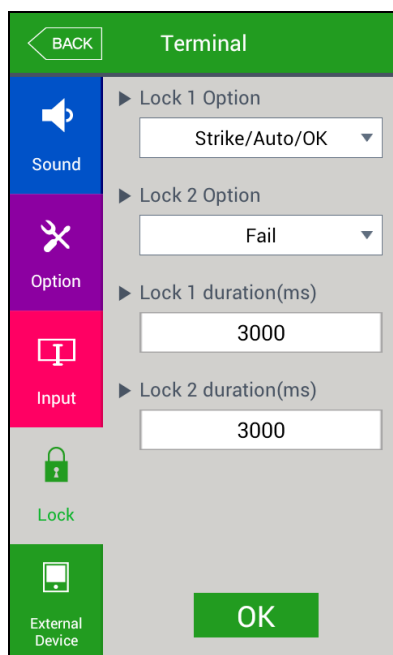 BACK
Terminal
Sound
Option
Input
Lock
External
Device
▶ Lock 1 Option
Strike/Auto/OK
▶ Lock 2 Option
Fail
▶ Lock 1 duration(ms)
3000
▶ Lock 2 duration(ms)
3000
OK